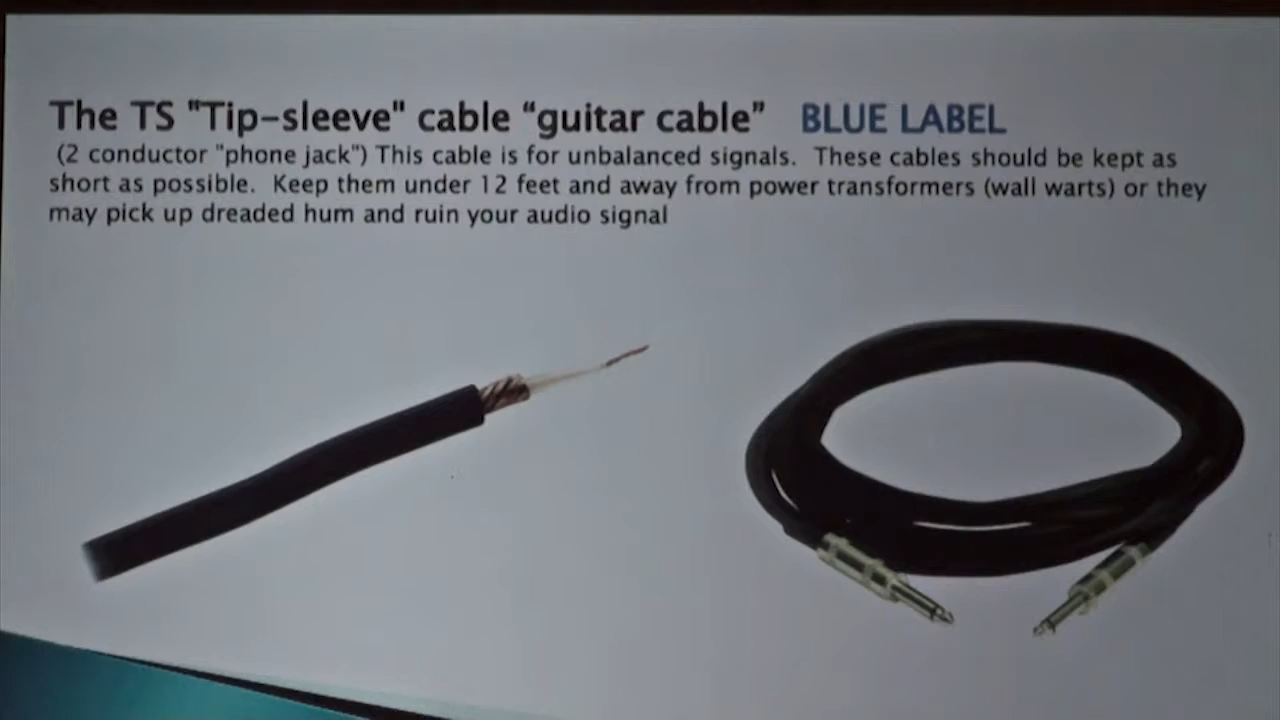 The TS "Tip-sleeve" cable “guitar cable” BLUE LABEL
(2 conductor "phone jack") This cable is for unbalanced signals. These cables should be kept as
short as possible. Keep them under 12 feet and away from power transformers (wall warts) or they
may pick up dreaded hum and ruin your audio signal